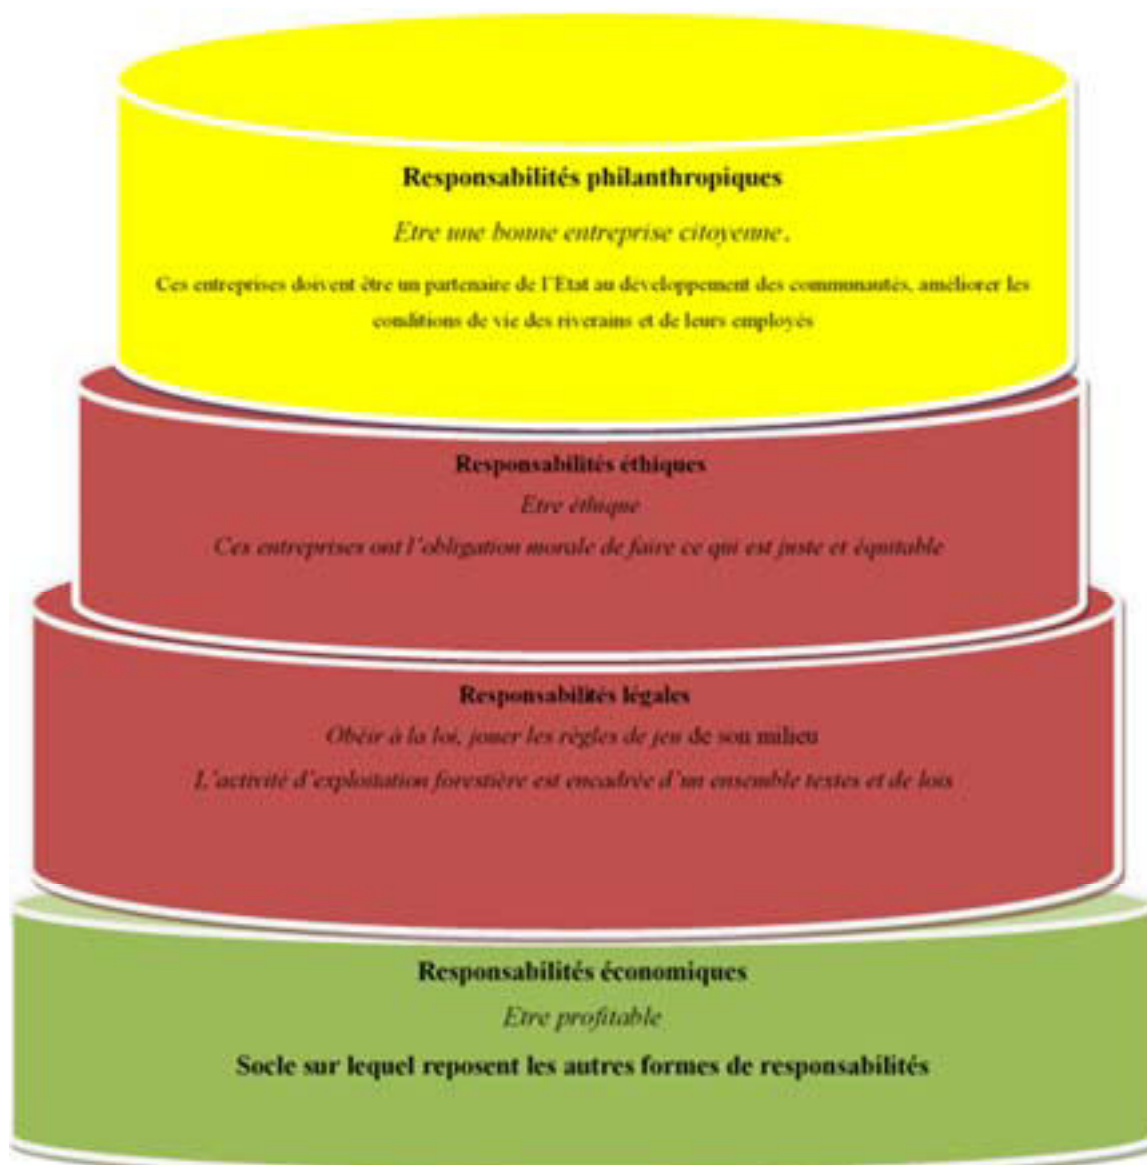 Responsabilités philanthropiques
Etre une bonne entreprise citoyenne.
Ces entreprises doivent être un partenaire de l'Etat au développement des communautés, améliorer les
conditions de vie des riverains et de leurs employés
Responsabilités éthiques
Etre éthique
Ces entreprises ont l'obligation morale de faire ce qui est juste et équitable
Responsabilités légales
Obéir à la loi, jouer les règles de jeu de son milieu
L'activité d'exploitation forestière est encadrée d'un ensemble textes et de lois
Responsabilités économiques
Etre profitable
Socle sur lequel reposent les autres formes de responsabilités